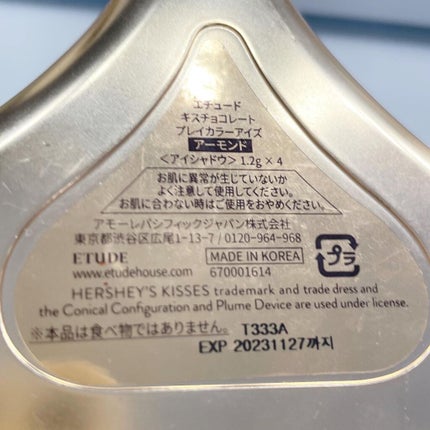 エチュード
キスチョコレート
プレイカラーアイズ
アーモンド
〈アイシャドウ〉1.2g×4
お肌に異常が生じていないか
よく注意して使用してください。
お肌に合わない時はご使用をおやめください。
アモーレパシフィックジャパン株式会社
東京都渋谷区広尾1-13-7/0120-964-968
ETUDE MADE IN KOREA
www.etudehouse.com 670001614
プラ
HERSHEY'S KISSES trademark and trade dress and
the Conical Configuration and Plume Device are used under license.
※本品は食べ物ではありません。 T333A
EXP 20231127까지